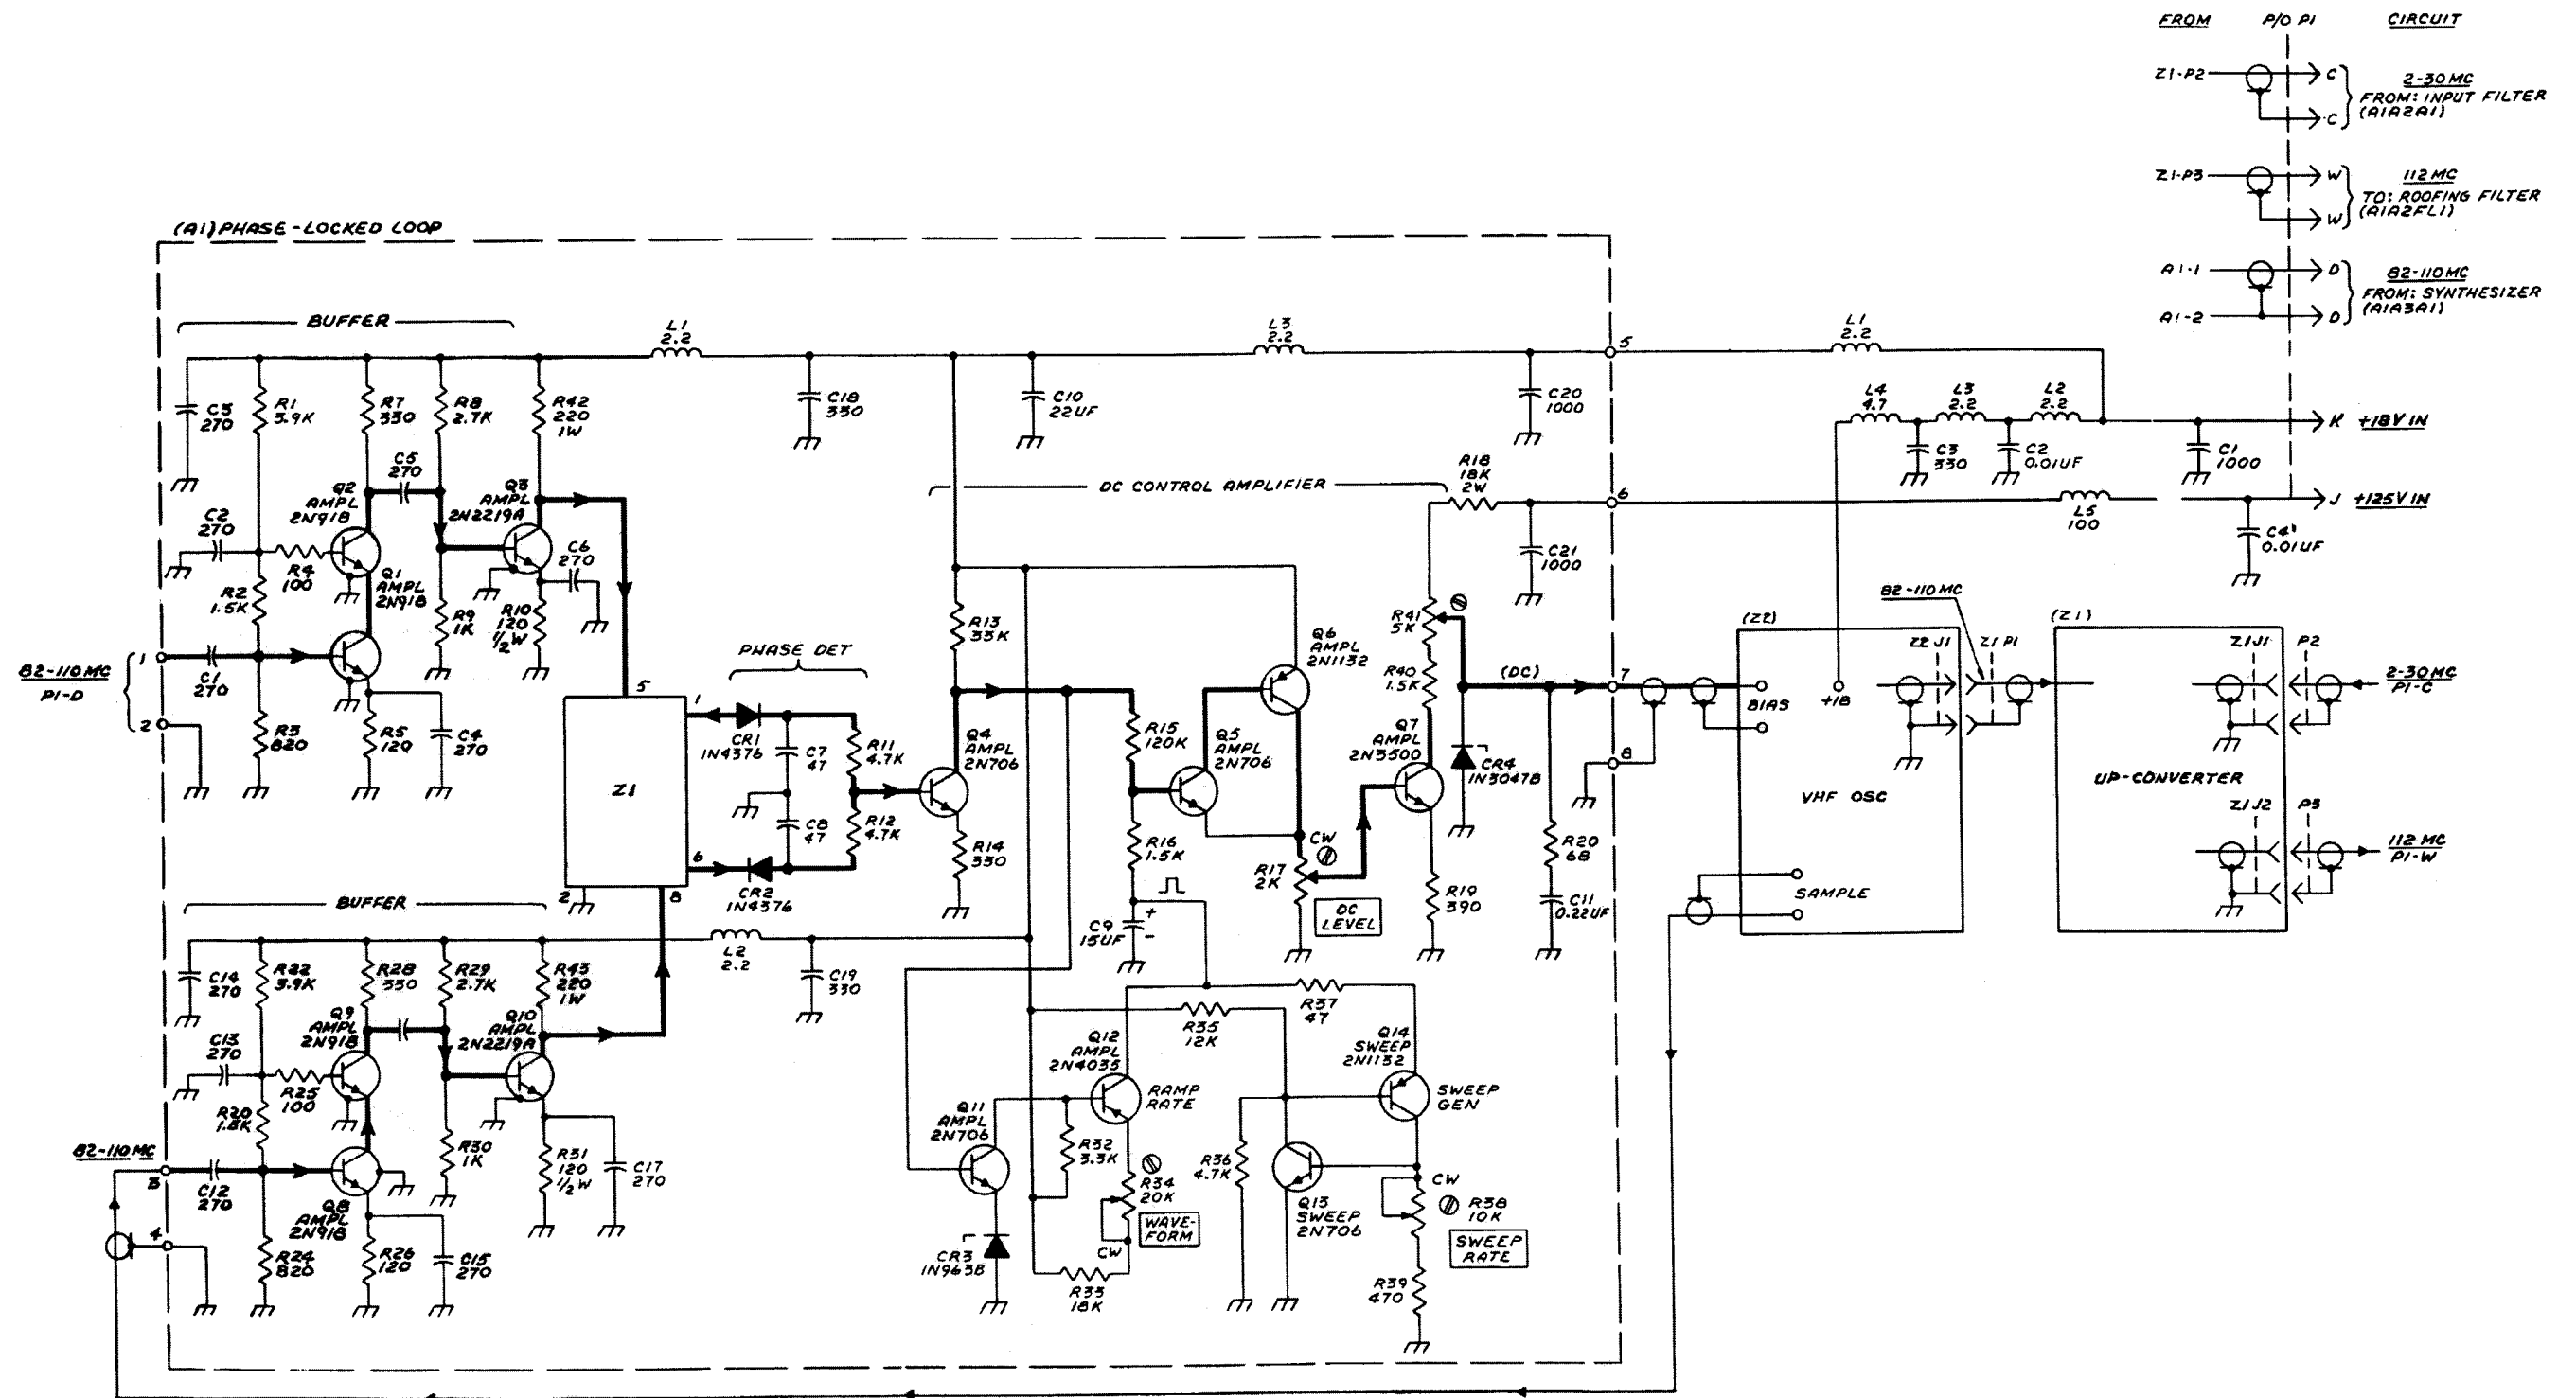 FROM P/O P1 CIRCUIT
Z1-P2 C 2-30 MC
FROM: INPUT FILTER
C (A1A2A1)
Z1-P3 W 112 MC
TO: ROOFING FILTER
W (A1A2FL1)
A1-1 D 82-110 MC
FROM: SYNTHESIZER
A1-2 D (A1A3A1)
(A1) PHASE-LOCKED LOOP
BUFFER
L1
2.2
L3
2.2
5
L1
2.2
C3
270
R1
3.9K
R7
330
R8
2.7K
R42
220
1W
C18
330
C10
22UF
C20
1000
L4
4.7
L3
2.2
L2
2.2
K +18V IN
C3
330
C2
0.01UF
C1
1000
C5
270
Q2
AMPL
2N918
Q3
AMPL
2N2219A
DC CONTROL AMPLIFIER
R18
18K
2W
6
L5
100
J +125V IN
C4
0.01UF
C2
270
R4
100
C6
270
C21
1000
Q1
AMPL
2N918
R2
1.5K
R9
1K
R10
120
1/2W
R13
33K
Q6
AMPL
2N1132
R41
5K
R40
1.5K
82-110 MC
P1-D
1
2
C1
270
R3
820
R5
120
C4
270
5
PHASE DET
1
CR1
1N4376
C7
47
R11
4.7K
Z1
C8
47
R12
4.7K
6
CR2
1N4376
2
8
Q4
AMPL
2N706
R14
330
R15
120K
Q5
AMPL
2N706
R16
1.5K
C9
15UF
+
-
CW
R17
2K
DC
LEVEL
Q7
AMPL
2N3500
R19
390
CR4
1N3047B
(DC)
7
8
R20
68
C11
0.22UF
(Z2)
BIAS
+18
Z2 J1
VHF OSC
SAMPLE
82-110 MC
Z1 P1
(Z1)
Z1J1
P2
2-30 MC
P1-C
UP-CONVERTER
Z1J2
P3
112 MC
P1-W
BUFFER
L2
2.2
C14
270
R22
3.9K
R28
330
R29
2.7K
R43
220
1W
C19
330
Q9
AMPL
2N918
Q10
AMPL
2N2219A
C13
270
R25
100
R20
1.5K
82-110 MC
3
C12
270
4
R24
820
Q8
AMPL
2N918
R26
120
C15
270
R30
1K
R31
120
1/2W
C17
270
R37
47
R35
12K
Q12
AMPL
2N4035
RAMP
RATE
Q14
SWEEP
2N1132
SWEEP
GEN
Q11
AMPL
2N706
R32
3.3K
R34
20K
WAVE-
FORM
CW
CR3
1N963B
R33
18K
R36
4.7K
Q13
SWEEP
2N706
CW
R38
10K
SWEEP
RATE
R39
470